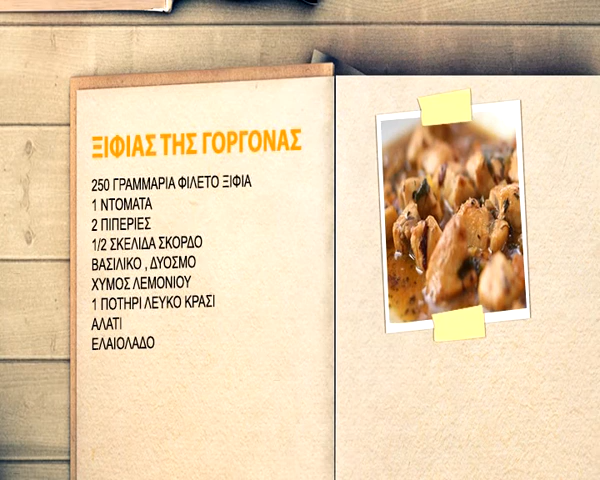 ΞΙΦΙΑΣ ΤΗΣ ΓΟΡΓΟΝΑΣ
250 ΓΡΑΜΜΑΡΙΑ ΦΙΛΕΤΟ ΞΙΦΙΑ
1 ΝΤΟΜΑΤΑ
2 ΠΙΠΕΡΙΕΣ
1/2 ΣΚΕΛΙΔΑ ΣΚΟΡΔΟ
ΒΑΣΙΛΙΚΟ , ΔΥΟΣΜΟ
ΧΥΜΟΣ ΛΕΜΟΝΙΟΥ
1 ΠΟΤΗΡΙ ΛΕΥΚΟ ΚΡΑΣΙ
ΑΛΑΤΙ
ΕΛΑΙΟΛΑΔΟ